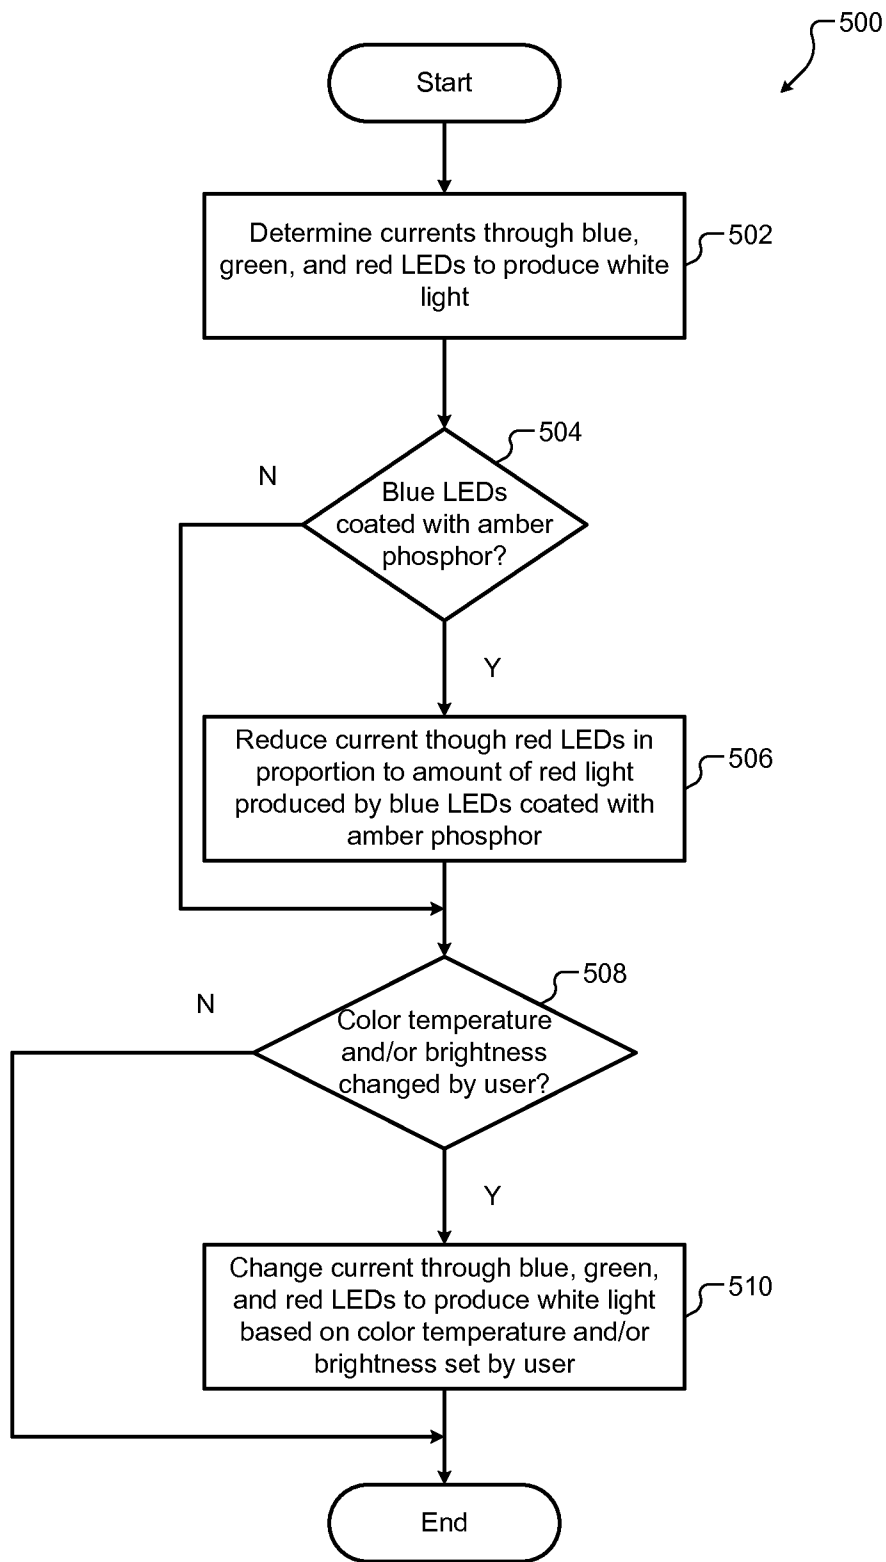 500
Start
Determine currents through blue,
green, and red LEDs to produce white
light
502
504
N
Blue LEDs
coated with amber
phosphor?
Y
Reduce current though red LEDs in
proportion to amount of red light
produced by blue LEDs coated with
amber phosphor
506
508
N
Color temperature
and/or brightness
changed by user?
Y
Change current through blue, green,
and red LEDs to produce white light
based on color temperature and/or
brightness set by user
510
End